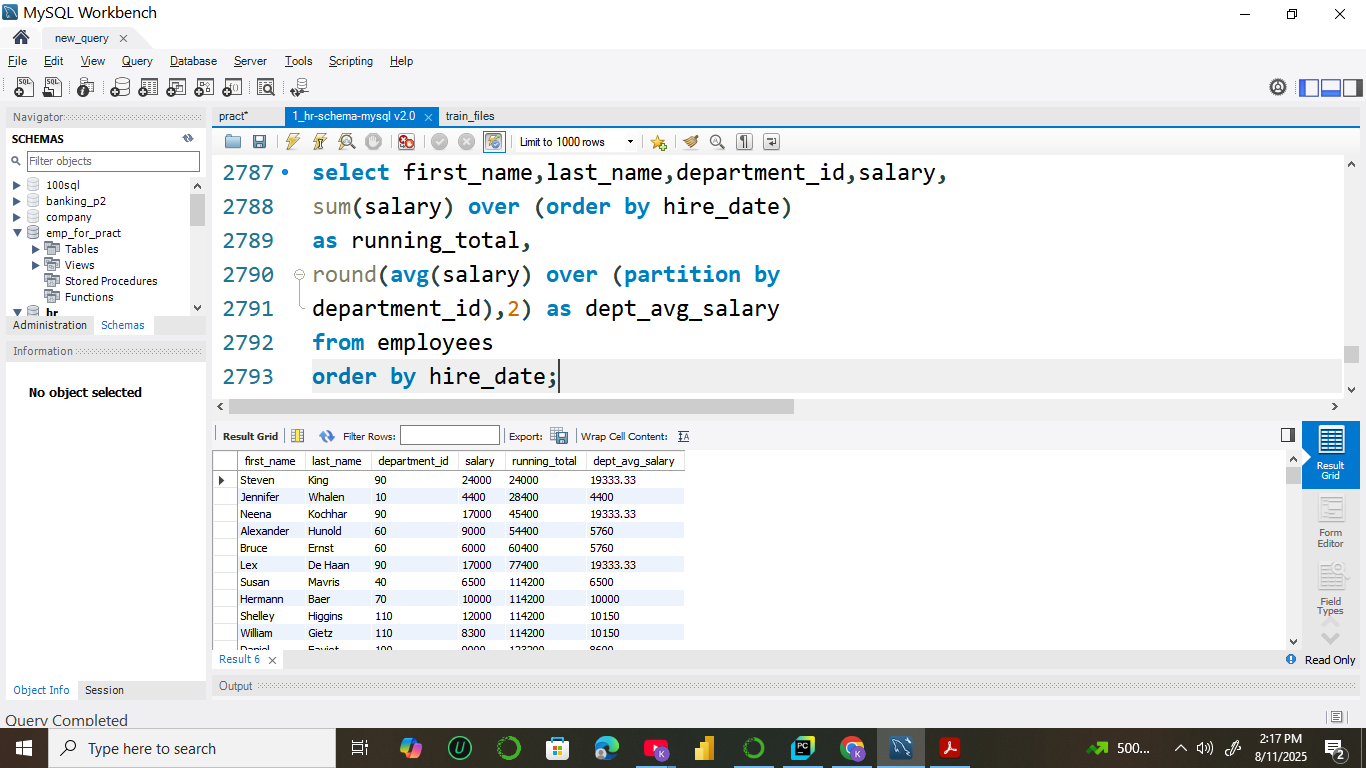 MySQL Workbench
new_query
File Edit View Query Database Server Tools Scripting Help
Navigator
SCHEMAS
Filter objects
100sql
banking_p2
company
emp_for_pract
Tables
Views
Stored Procedures
Functions
hr
Administration Schemas
Information
No object selected
Object Info Session
pract* 1_hr-schema-mysql v2.0 train_files
Limit to 1000 rows
2787 select first_name,last_name,department_id,salary,
2788 sum(salary) over (order by hire_date)
2789 as running_total,
2790 round(avg(salary) over (partition by
2791 department_id),2) as dept_avg_salary
2792 from employees
2793 order by hire_date;
Result Grid Filter Rows: Export: Wrap Cell Content:
first_name last_name department_id salary running_total dept_avg_salary
Steven King 90 24000 24000 19333.33
Jennifer Whalen 10 4400 28400 4400
Neena Kochhar 90 17000 45400 19333.33
Alexander Hunold 60 9000 54400 5760
Bruce Ernst 60 6000 60400 5760
Lex De Haan 90 17000 77400 19333.33
Susan Mavris 40 6500 114200 6500
Hermann Baer 70 10000 114200 10000
Shelley Higgins 110 12000 114200 10150
William Gietz 110 8300 114200 10150
Daniel Faviet 100 9000 123200 8600
Result Grid
Form Editor
Field Types
Result 6
Read Only
Output
Query Completed
Type here to search
500...
2:17 PM
8/11/2025
2